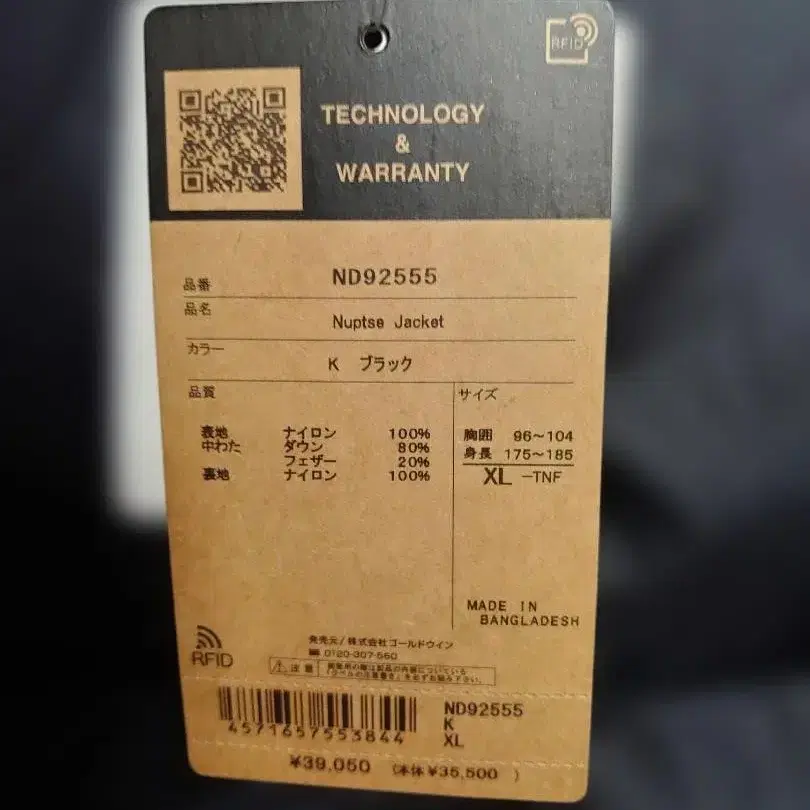 RFID
TECHNOLOGY
&
WARRANTY
品番 ND92555
品名 Nuptse Jacket
カラー K ブラック
品質
表地 ナイロン 100%
中わた ダウン 80%
フェザー 20%
裏地 ナイロン 100%
サイズ
胸囲 96~104
身長 175~185
XL -TNF
MADE IN
BANGLADESH
RFID
発売元/株式会社ゴールドウイン
0120-307-560
注意
ND92555
K
XL
4571657553844
¥39,050 (本体 ¥35,500 )